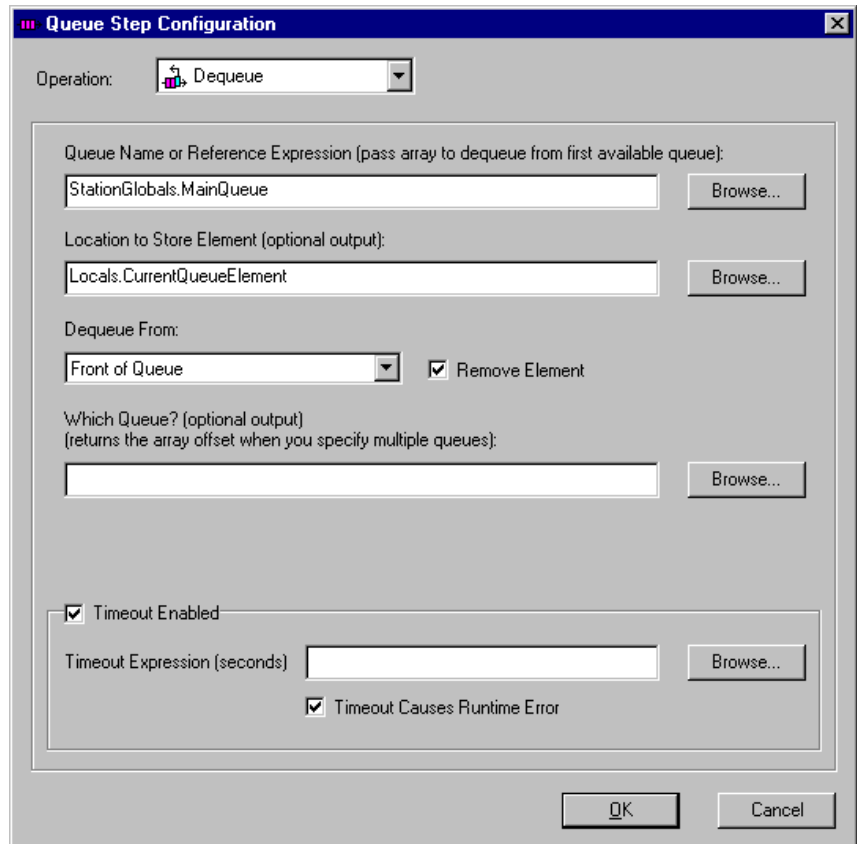 Queue Step Configuration
Operation:
Dequeue
Queue Name or Reference Expression (pass array to dequeue from first available queue):
StationGlobals.MainQueue
Browse...
Location to Store Element (optional output):
Locals.CurrentQueueElement
Browse...
Dequeue From:
Front of Queue
Remove Element
Which Queue? (optional output)
(returns the array offset when you specify multiple queues):
Browse...
Timeout Enabled
Timeout Expression (seconds)
Browse...
Timeout Causes Runtime Error
OK
Cancel